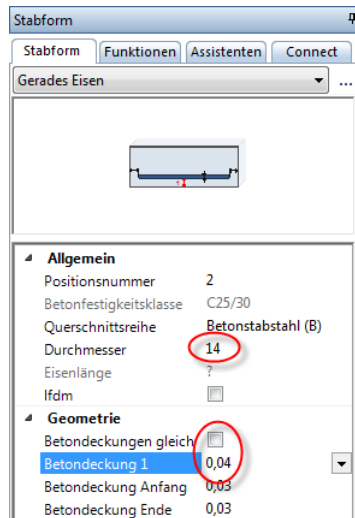 Stabform
Stabform Funktionen Assistenten Connect
Gerades Eisen ...
1
Allgemein
Positionsnummer 2
Betonfestigkeitsklasse C25/30
Querschnittsreihe Betonstabstahl (B)
Durchmesser 14
Eisenlänge ?
lfdm
Geometrie
Betondeckungen gleich
Betondeckung 1 0,04
Betondeckung Anfang 0,03
Betondeckung Ende 0,03